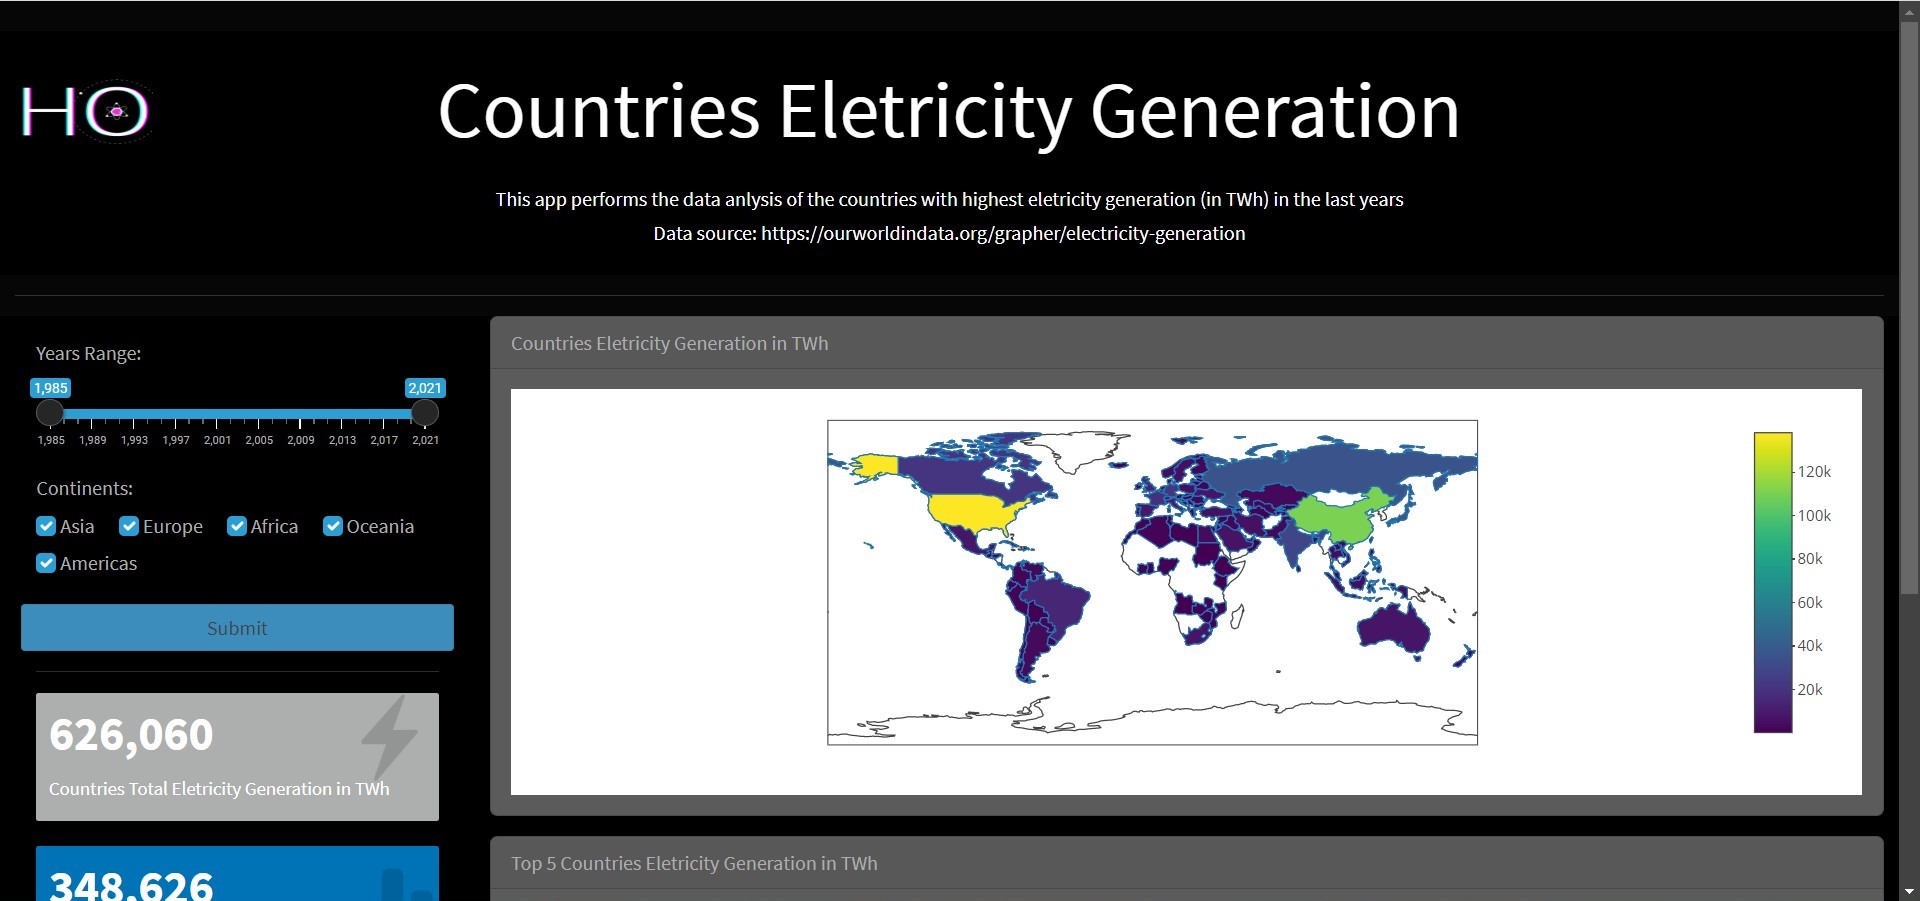 HO
Countries Eletricity Generation
This app performs the data anlysis of the countries with highest eletricity generation (in TWh) in the last years
Data source: https://ourworldindata.org/grapher/electricity-generation
Years Range:
1,985 2,021
1,985 1,989 1,993 1,997 2,001 2,005 2,009 2,013 2,017 2,021
Continents:
Asia Europe Africa Oceania
Americas
Submit
626,060
Countries Total Eletricity Generation in TWh
348,626
Countries Eletricity Generation in TWh
120k
100k
80k
60k
40k
20k
Top 5 Countries Eletricity Generation in TWh